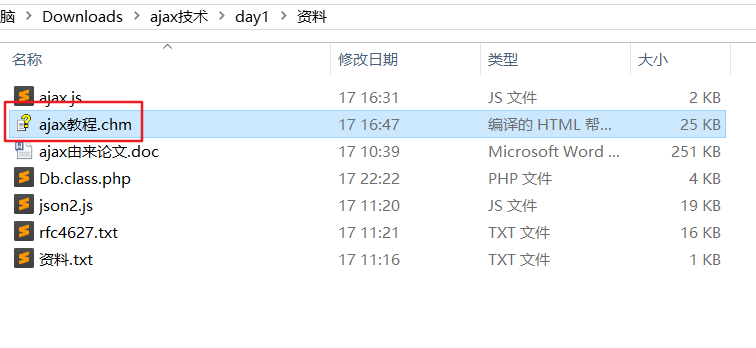 脑 > Downloads > ajax技术 > day1 > 资料
名称 修改日期 类型 大小
ajax.js 17 16:31 JS 文件 2 KB
ajax教程.chm 17 16:47 编译的 HTML 帮... 25 KB
ajax由来论文.doc 17 10:39 Microsoft Word ... 251 KB
Db.class.php 17 22:22 PHP 文件 4 KB
json2.js 17 11:20 JS 文件 19 KB
rfc4627.txt 17 11:21 TXT 文件 16 KB
资料.txt 17 11:16 TXT 文件 1 KB